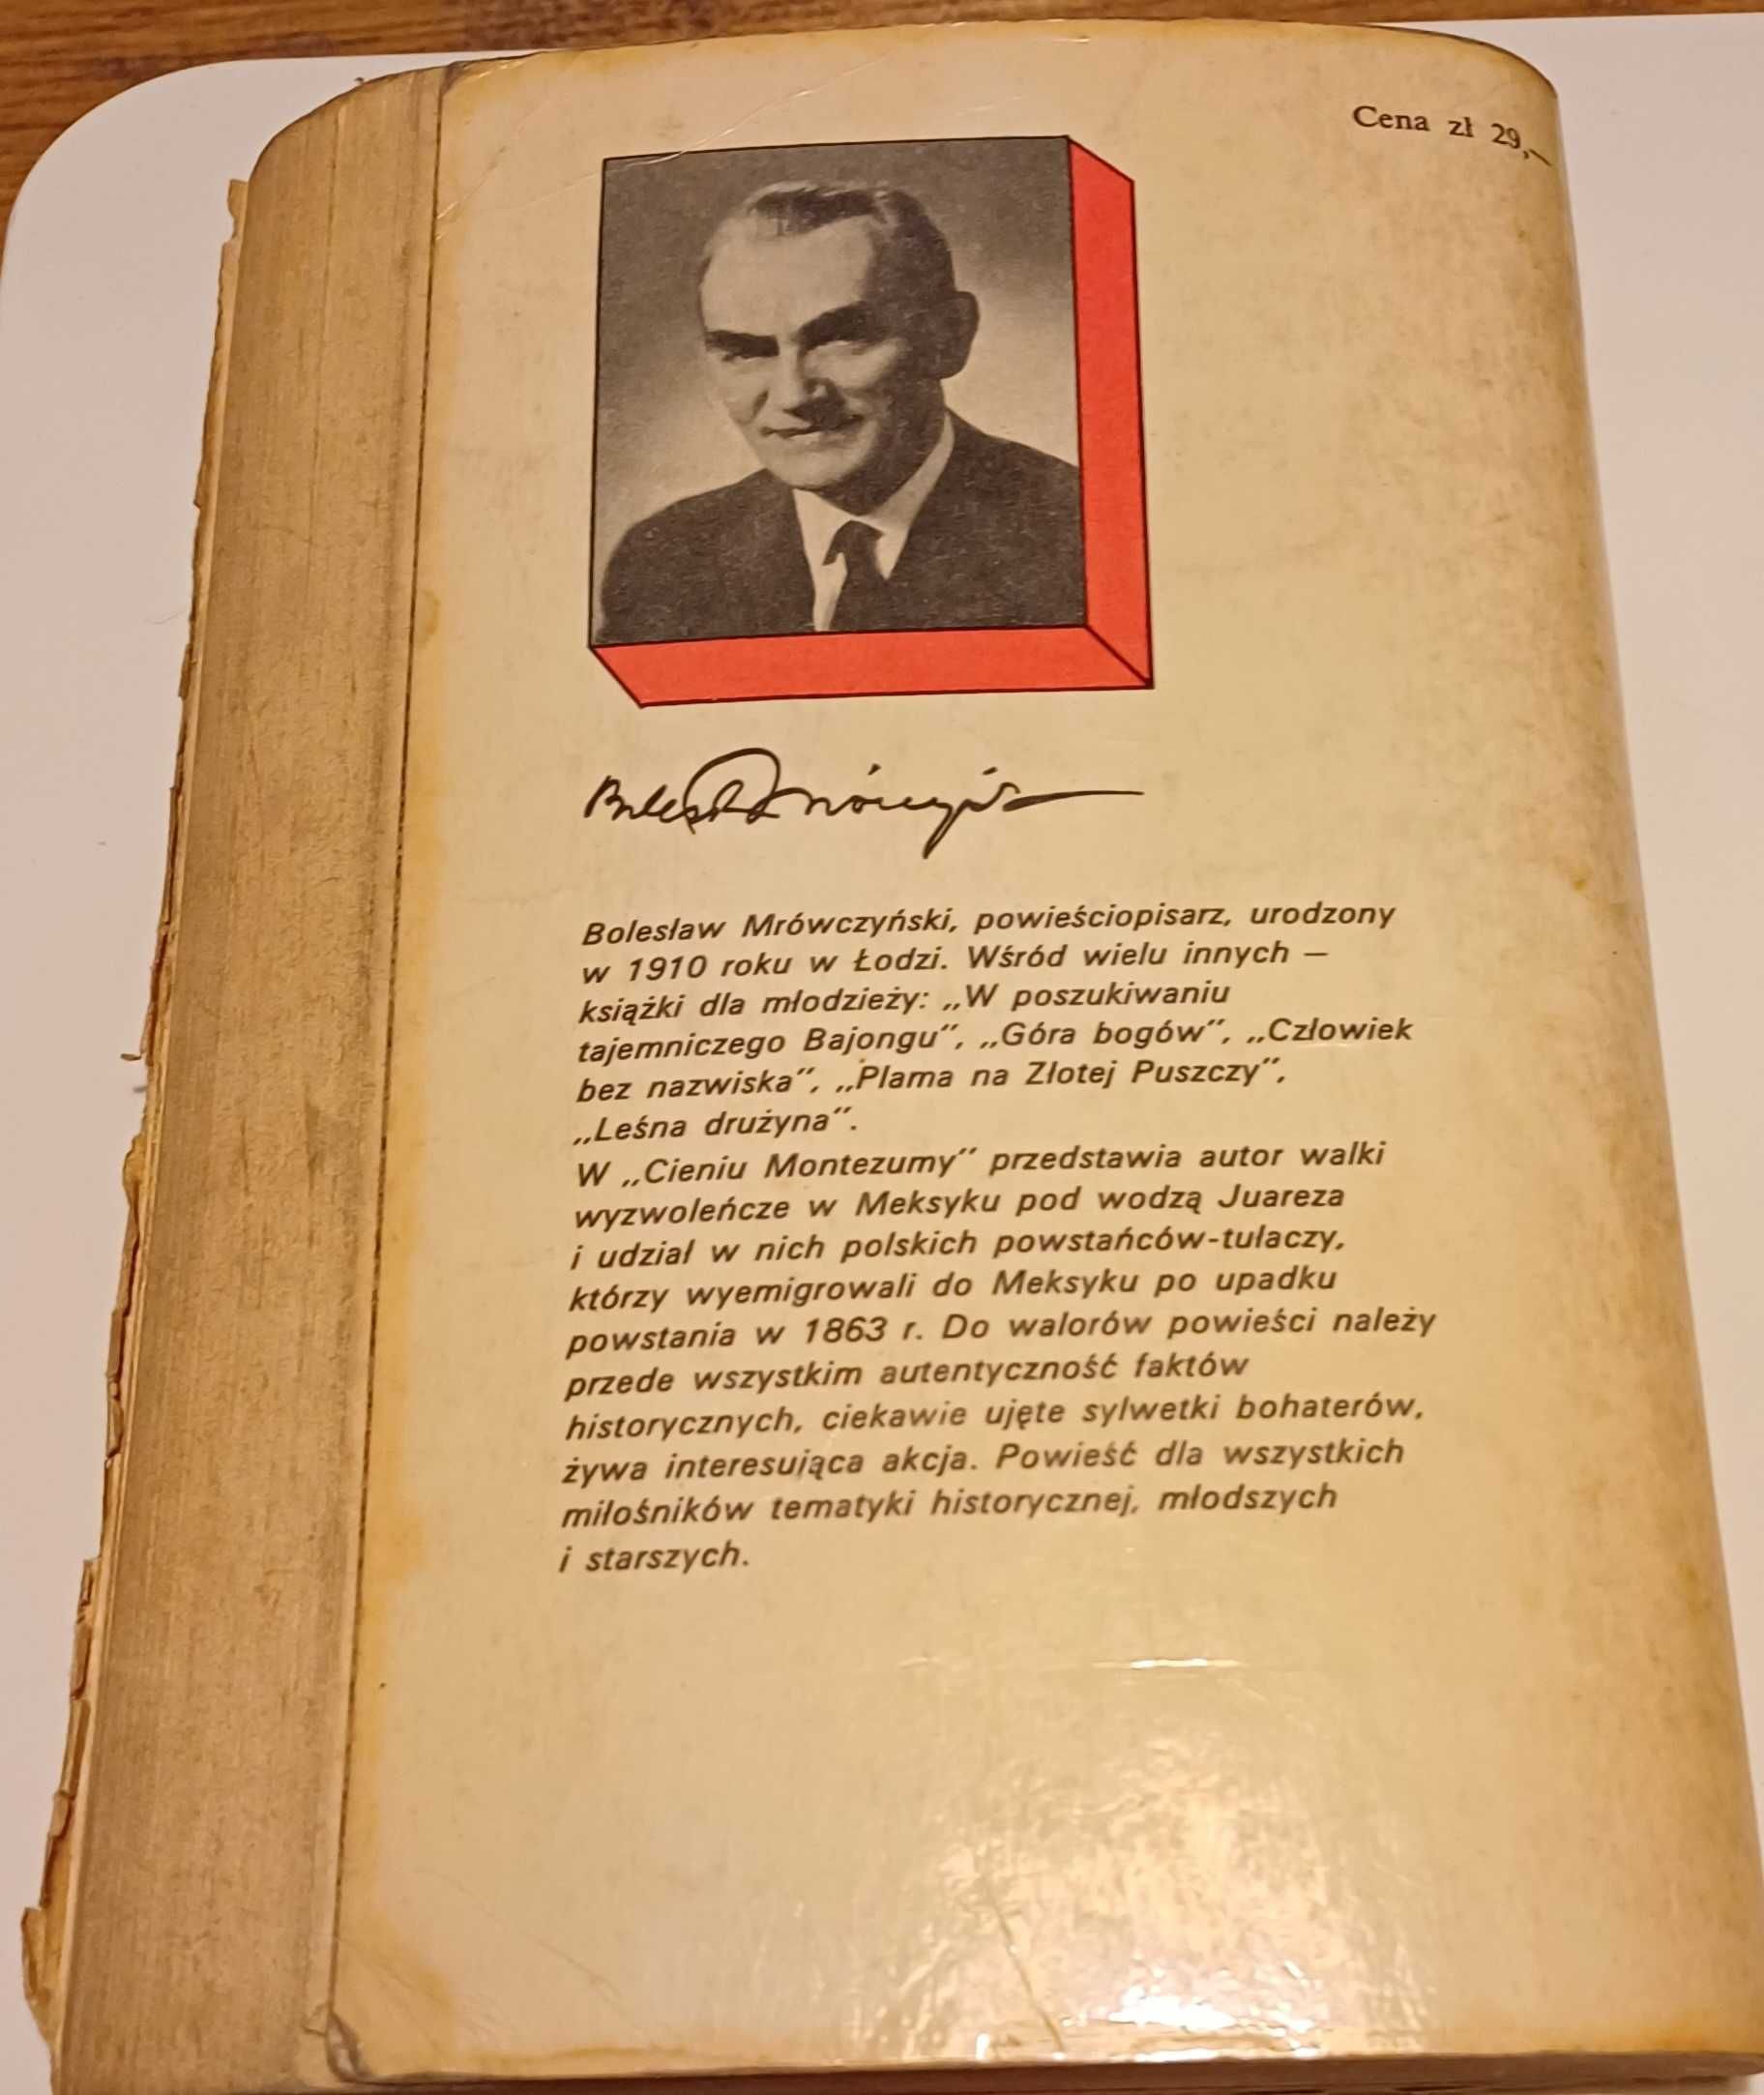 Cena zł 29,—
Bolesław Mrówczyński, powieściopisarz, urodzony
w 1910 roku w Łodzi. Wśród wielu innych —
książki dla młodzieży: „W poszukiwaniu
tajemniczego Bajongu”, „Góra bogów”, „Człowiek
bez nazwiska”, „Plama na Złotej Puszczy”,
„Leśna drużyna”.
W „Cieniu Montezumy” przedstawia autor walki
wyzwoleńcze w Meksyku pod wodzą Juareza
i udział w nich polskich powstańców-tułaczy,
którzy wyemigrowali do Meksyku po upadku
powstania w 1863 r. Do walorów powieści należy
przede wszystkim autentyczność faktów
historycznych, ciekawie ujęte sylwetki bohaterów,
żywa interesująca akcja. Powieść dla wszystkich
miłośników tematyki historycznej, młodszych
i starszych.